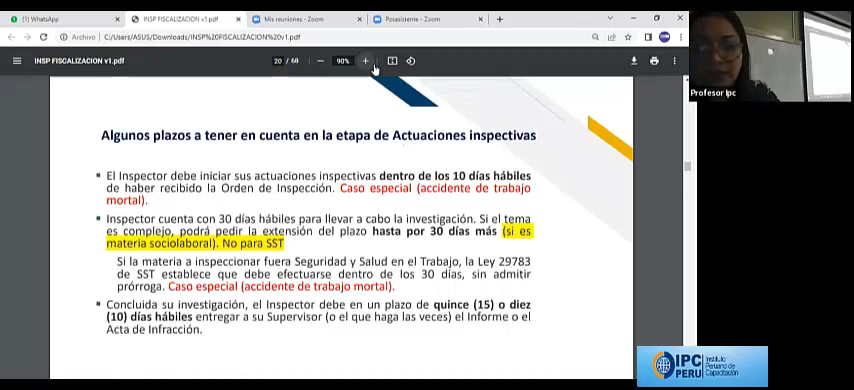 (1) WhatsApp
INSP FISCALIZACION v1.pdf
Mis reuniones - Zoom
Posasistente - Zoom
Archivo | C:/Users/ASUS/Downloads/INSP%20FISCALIZACION%20v1.pdf
INSP FISCALIZACION v1.pdf
20 / 68
90%
Profesor Ipc
Algunos plazos a tener en cuenta en la etapa de Actuaciones inspectivas
El Inspector debe iniciar sus actuaciones inspectivas dentro de los 10 días hábiles
de haber recibido la Orden de Inspección. Caso especial (accidente de trabajo
mortal).
Inspector cuenta con 30 días hábiles para llevar a cabo la investigación. Si el tema
es complejo, podrá pedir la extensión del plazo hasta por 30 días más (si es
materia sociolaboral). No para SST
Si la materia a inspeccionar fuera Seguridad y Salud en el Trabajo, la Ley 29783
de SST establece que debe efectuarse dentro de los 30 días, sin admitir
prórroga. Caso especial (accidente de trabajo mortal).
Concluida su investigación, el Inspector debe en un plazo de quince (15) o diez
(10) días hábiles entregar a su Supervisor (o el que haga las veces) el Informe o el
Acta de Infracción.
IPC
PERU
Instituto
Peruano de
Capacitación